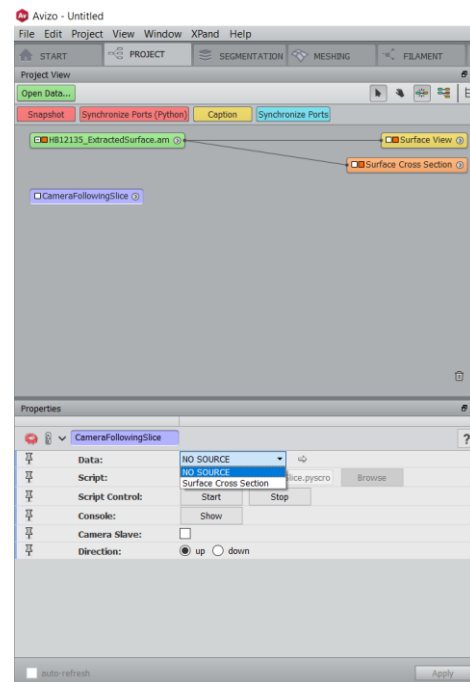 Avizo - Untitled
File Edit Project View Window XPand Help
START PROJECT SEGMENTATION MESHING FILAMENT
Project View
Open Data...
Snapshot Synchronize Ports (Python) Caption Synchronize Ports
HB12135_ExtractedSurface.am Surface View
Surface Cross Section
CameraFollowingSlice
Properties
CameraFollowingSlice ?
Data: NO SOURCE
NO SOURCE
Surface Cross Section
Script: lice.pyscro Browse
Script Control: Start Stop
Console: Show
Camera Slave:
Direction: up down
auto-refresh Apply